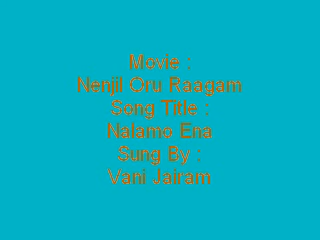 Movie :
Nenjil Oru Raagam
Song Title :
Nalamo Ena
Sung By :
Vani Jairam